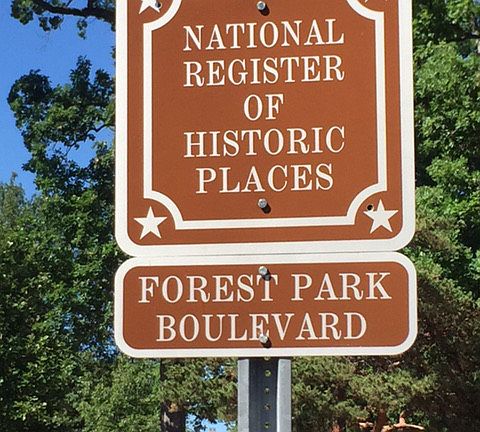 NATIONAL
REGISTER
OF
HISTORIC
PLACES
FOREST PARK
BOULEVARD